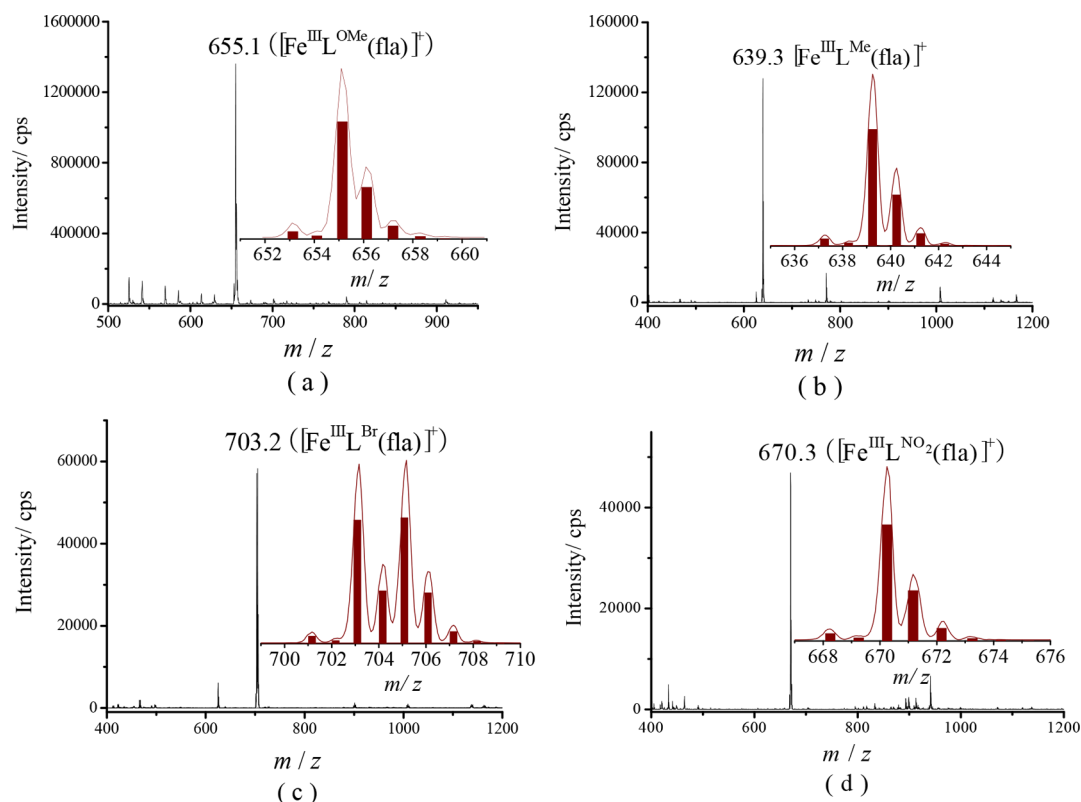 1600000
1200000
800000
400000
0
Intensity/ cps
655.1 ([Fe^III L^OMe(fla)]^+)
652 654 656 658 660
m/z
500 600 700 800 900
m / z
( a )
160000
120000
80000
40000
0
Intensity/ cps
639.3 [Fe^III L^Me(fla)]^+
636 638 640 642 644
m/z
400 600 800 1000 1200
m / z
( b )
60000
40000
20000
0
Intensity/ cps
703.2 ([Fe^III L^Br(fla)]^+)
700 702 704 706 708 710
m/z
400 600 800 1000 1200
m / z
( c )
40000
20000
0
Intensity/ cps
670.3 ([Fe^III L^NO₂(fla)]^+)
668 670 672 674 676
m/z
400 600 800 1000 1200
m / z
( d )